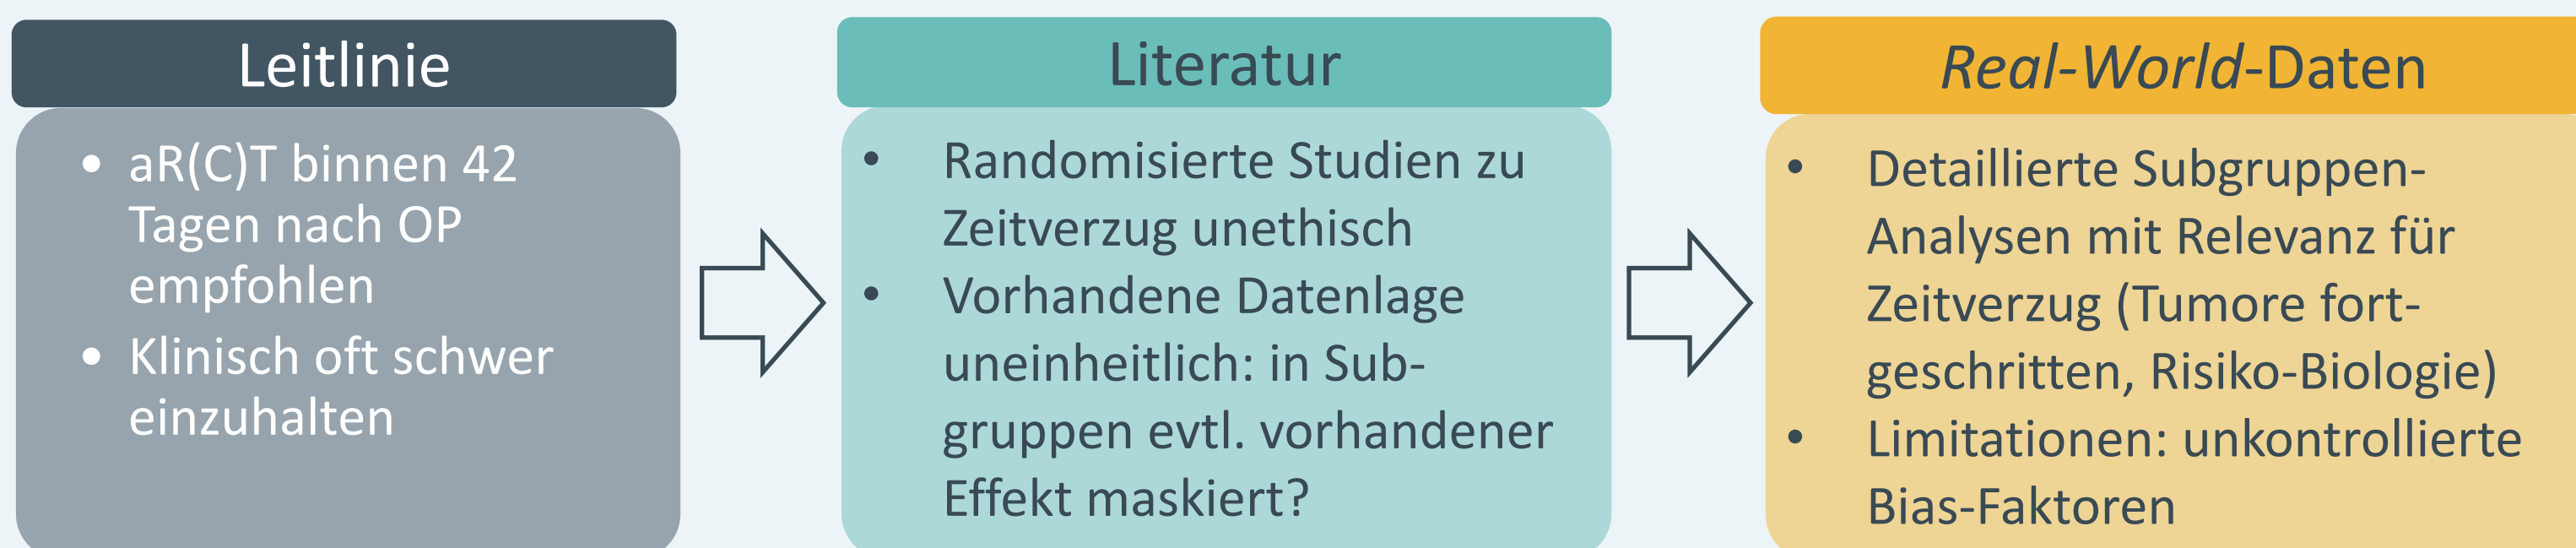 Leitlinie
• aR(C)T binnen 42
Tagen nach OP
empfohlen
• Klinisch oft schwer
einzuhalten
Literatur
• Randomisierte Studien zu
Zeitverzug unethisch
• Vorhandene Datenlage
uneinheitlich: in Sub-
gruppen evtl. vorhandener
Effekt maskiert?
Real-World-Daten
• Detaillierte Subgruppen-
Analysen mit Relevanz für
Zeitverzug (Tumore fort-
geschritten, Risiko-Biologie)
• Limitationen: unkontrollierte
Bias-Faktoren